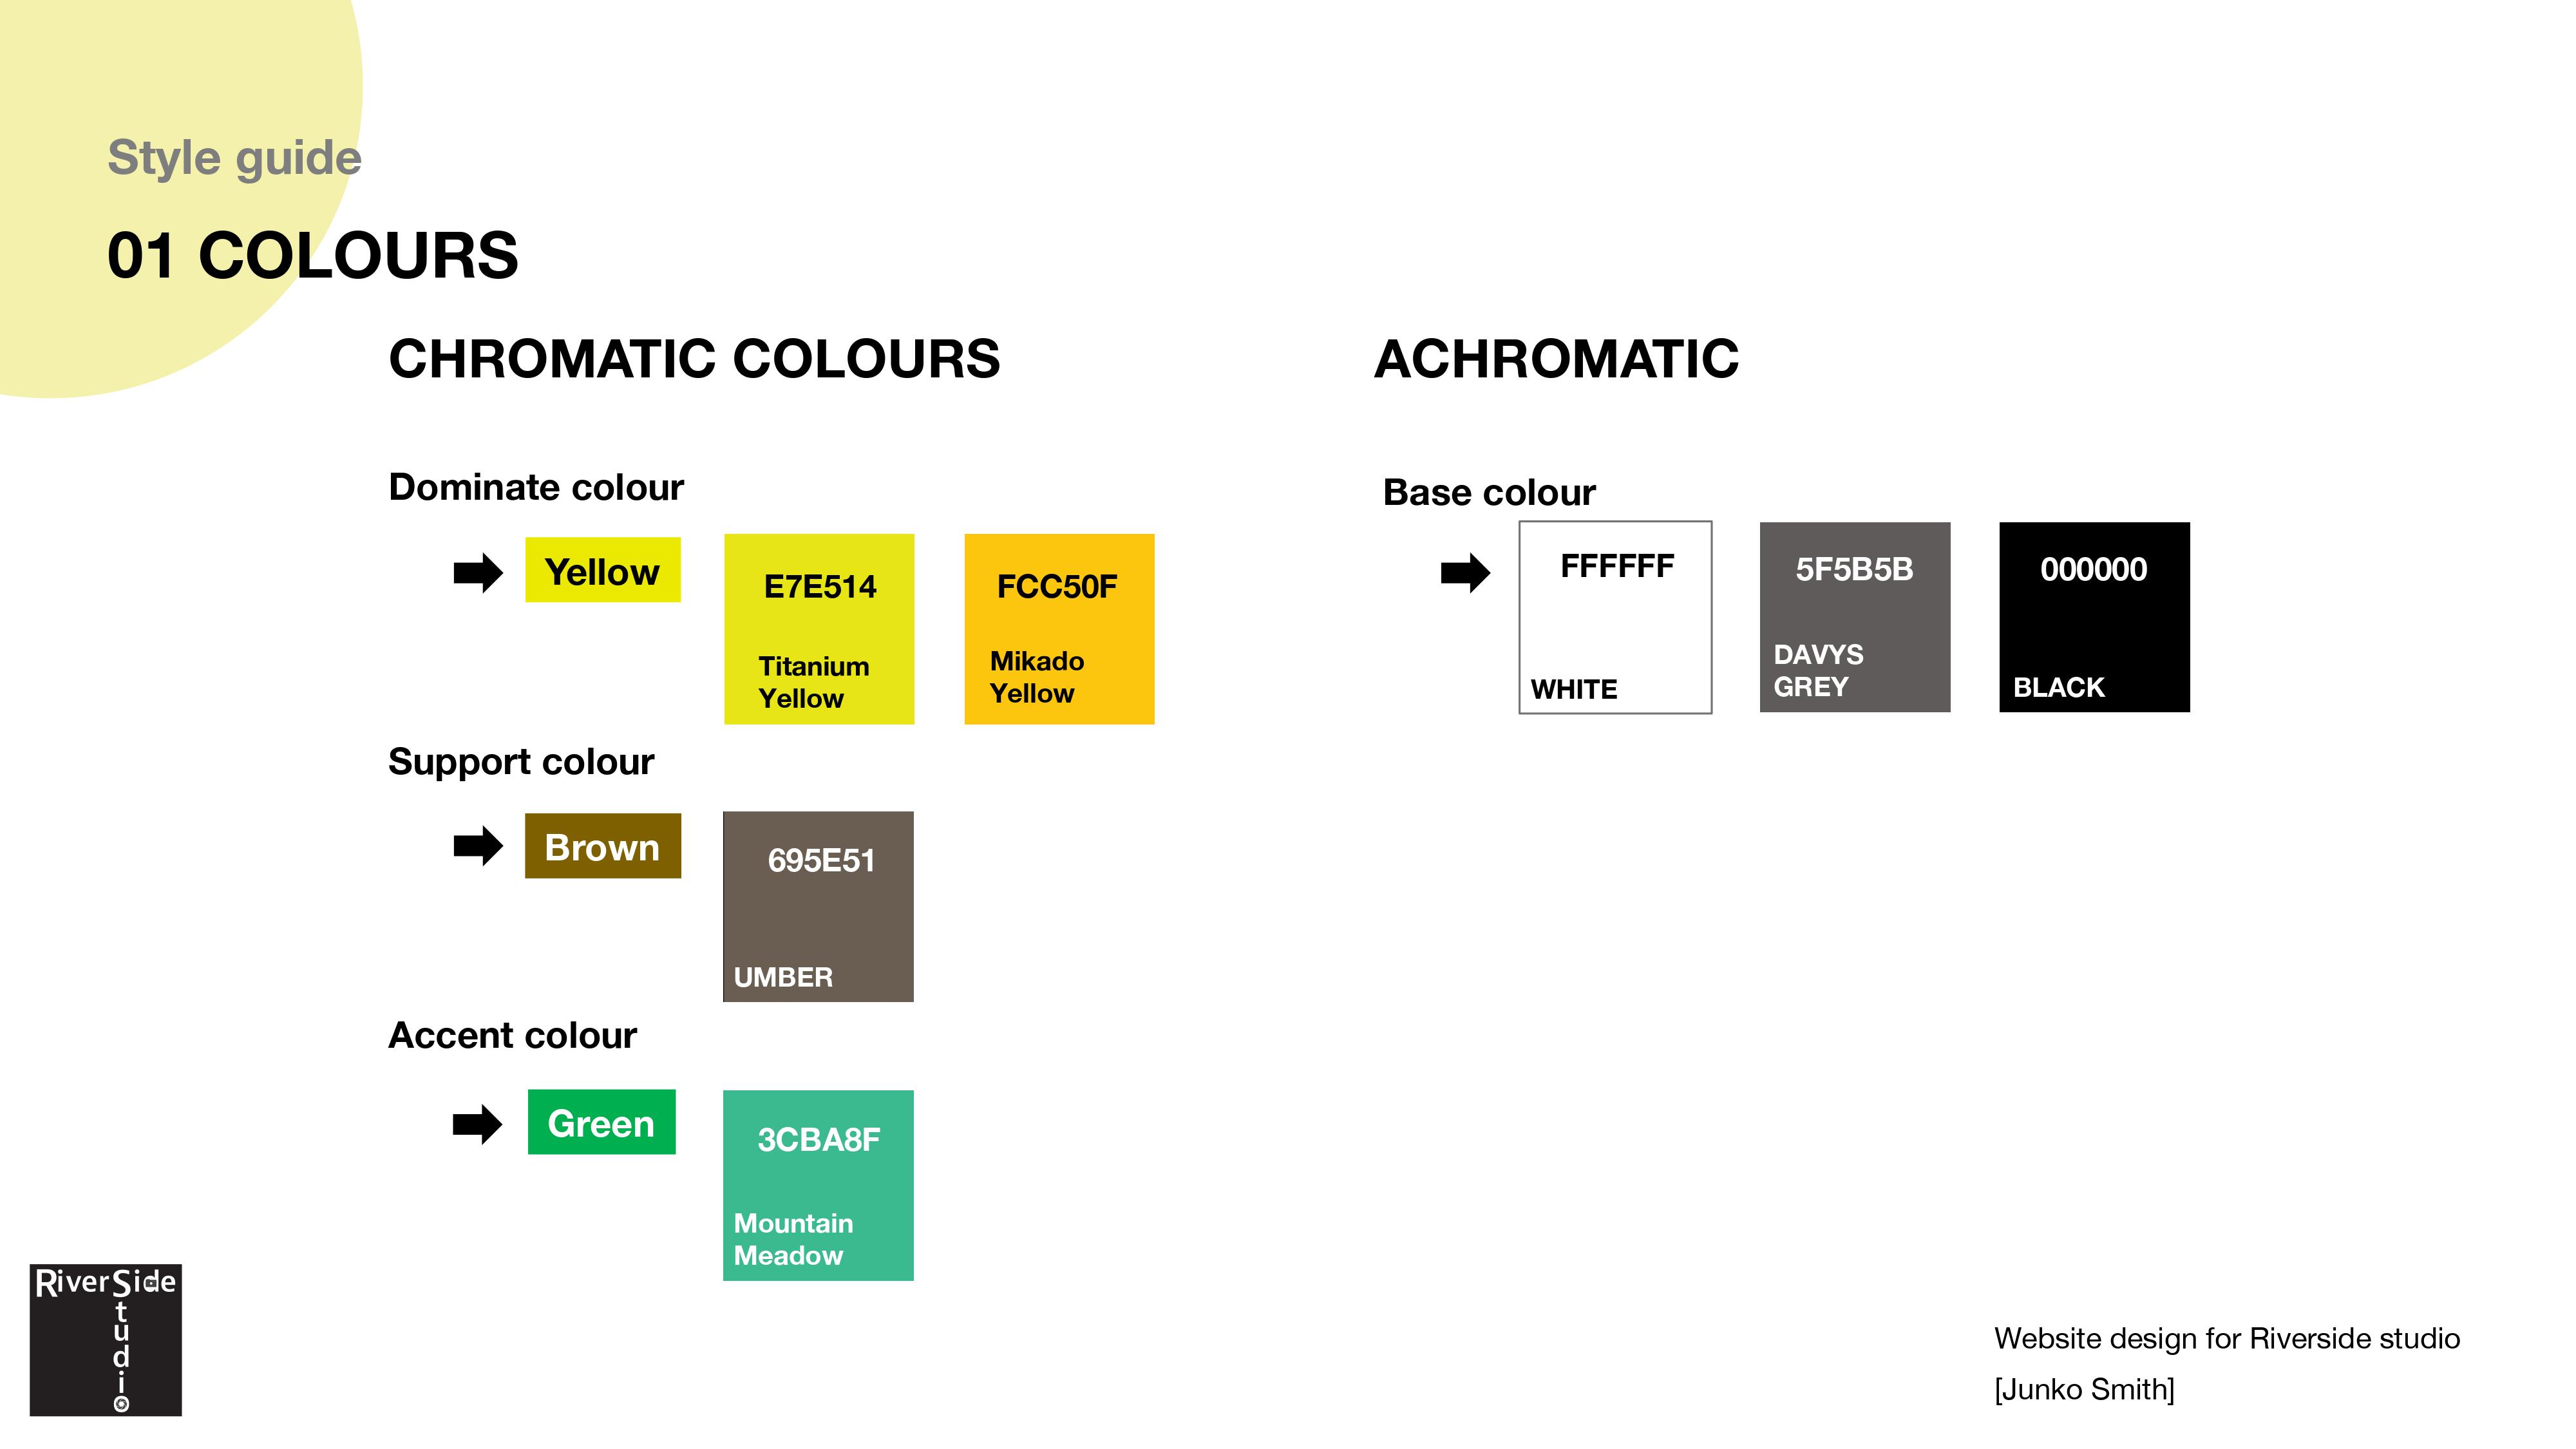 Style guide
01 COLOURS
CHROMATIC COLOURS
Dominate colour
Yellow
E7E514
Titanium
Yellow
FCC50F
Mikado
Yellow
Support colour
Brown
695E51
UMBER
Accent colour
Green
3CBA8F
Mountain
Meadow
ACHROMATIC
Base colour
FFFFFF
WHITE
5F5B5B
DAVYS
GREY
000000
BLACK
RiverSide
Studio
Website design for Riverside studio
[Junko Smith]